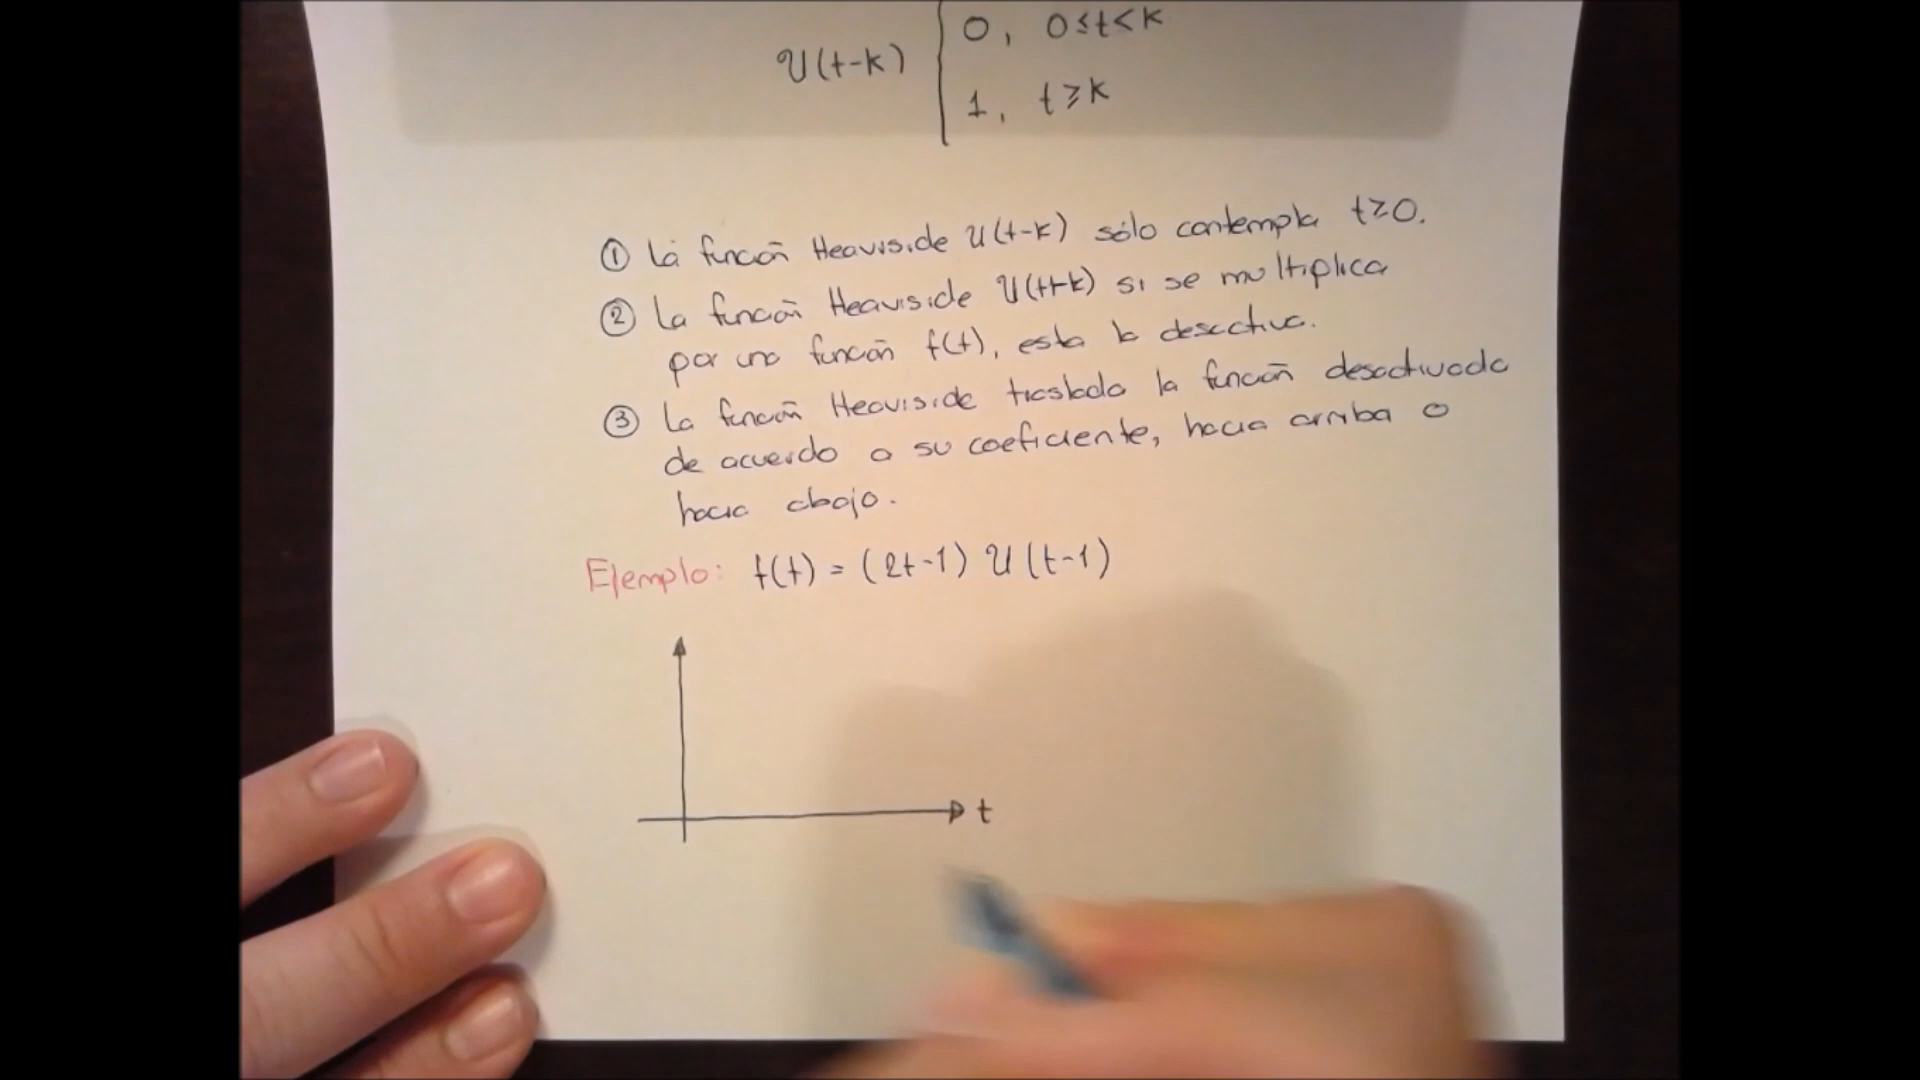 0, 0≤t<k
U(t-k)
1, t≥k
① La función Heaviside U(t-k) sólo contempla t≥0.
② La función Heaviside U(t-k) si se multiplica
por una función f(t), esta la desactiva.
③ La función Heaviside traslada la función desactivada
de acuerdo a su coeficiente, hacia arriba o
hacia abajo.
Ejemplo: f(t) = (2t-1) U(t-1)
t